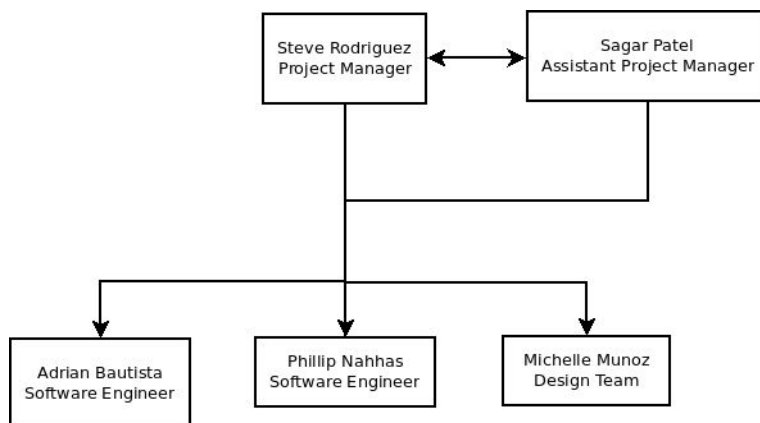 Steve Rodriguez
Project Manager
Sagar Patel
Assistant Project Manager
Adrian Bautista
Software Engineer
Phillip Nahhas
Software Engineer
Michelle Munoz
Design Team